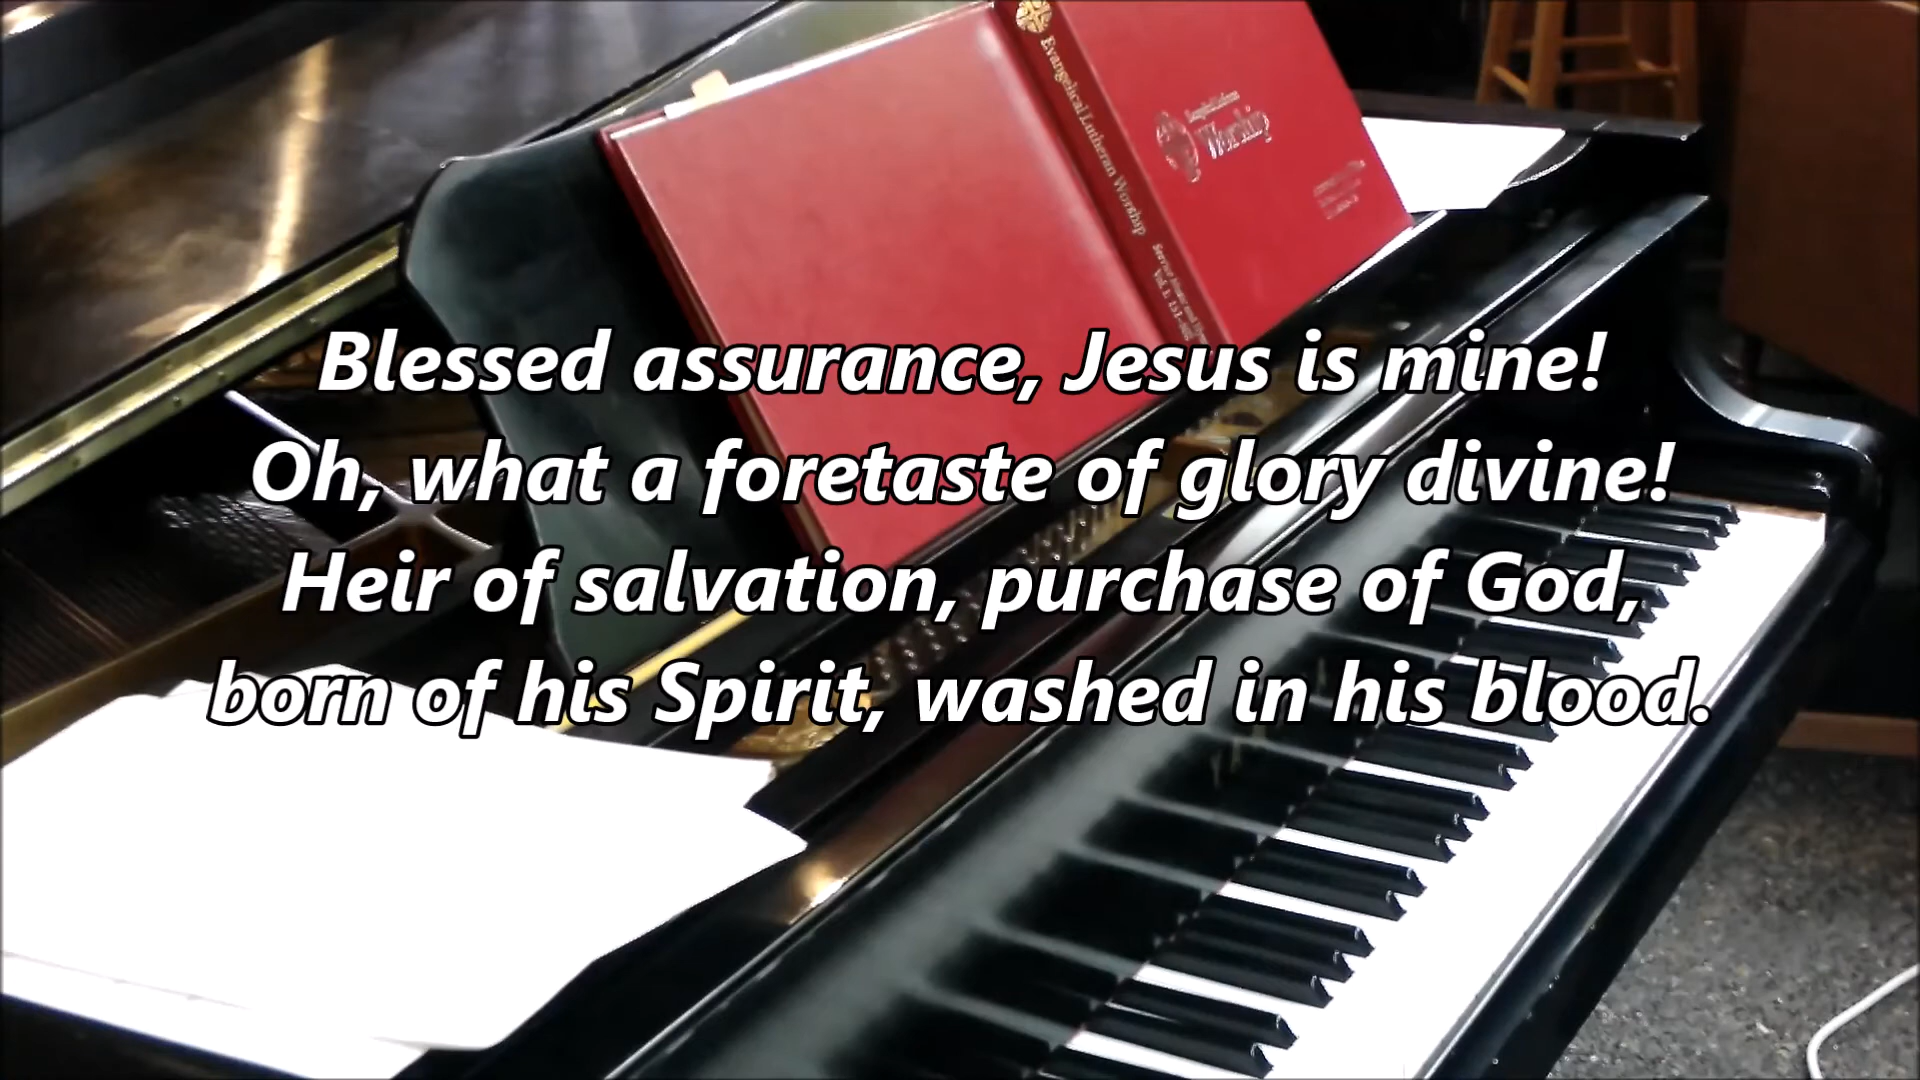 Evangelical Lutheran Worship
Worship
Blessed assurance, Jesus is mine!
Oh, what a foretaste of glory divine!
Heir of salvation, purchase of God,
born of his Spirit, washed in his blood.